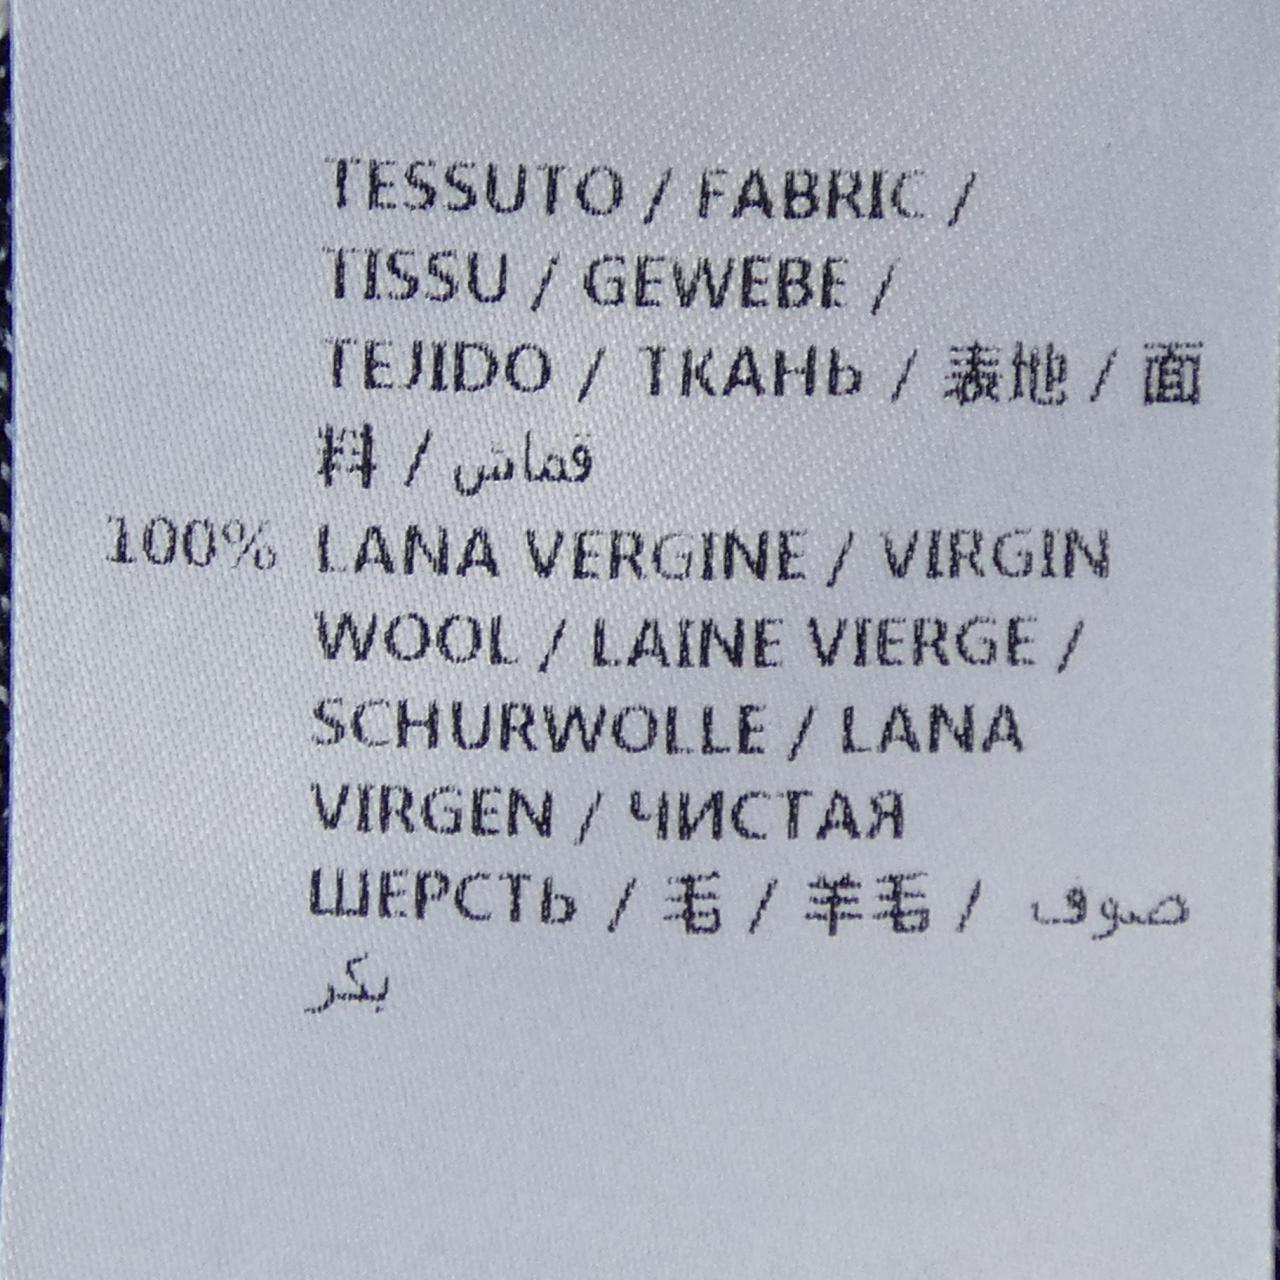 TESSUTO / FABRIC /
TISSU / GEWEBE /
TEJIDO / ТКАНЬ / 表地 / 面
料 / قماش
100% LANA VERGINE / VIRGIN
WOOL / LAINE VIERGE /
SCHURWOLLE / LANA
VIRGEN / ЧИСТАЯ
ШЕРСТЬ / 毛 / 羊毛 / صوف
بكر